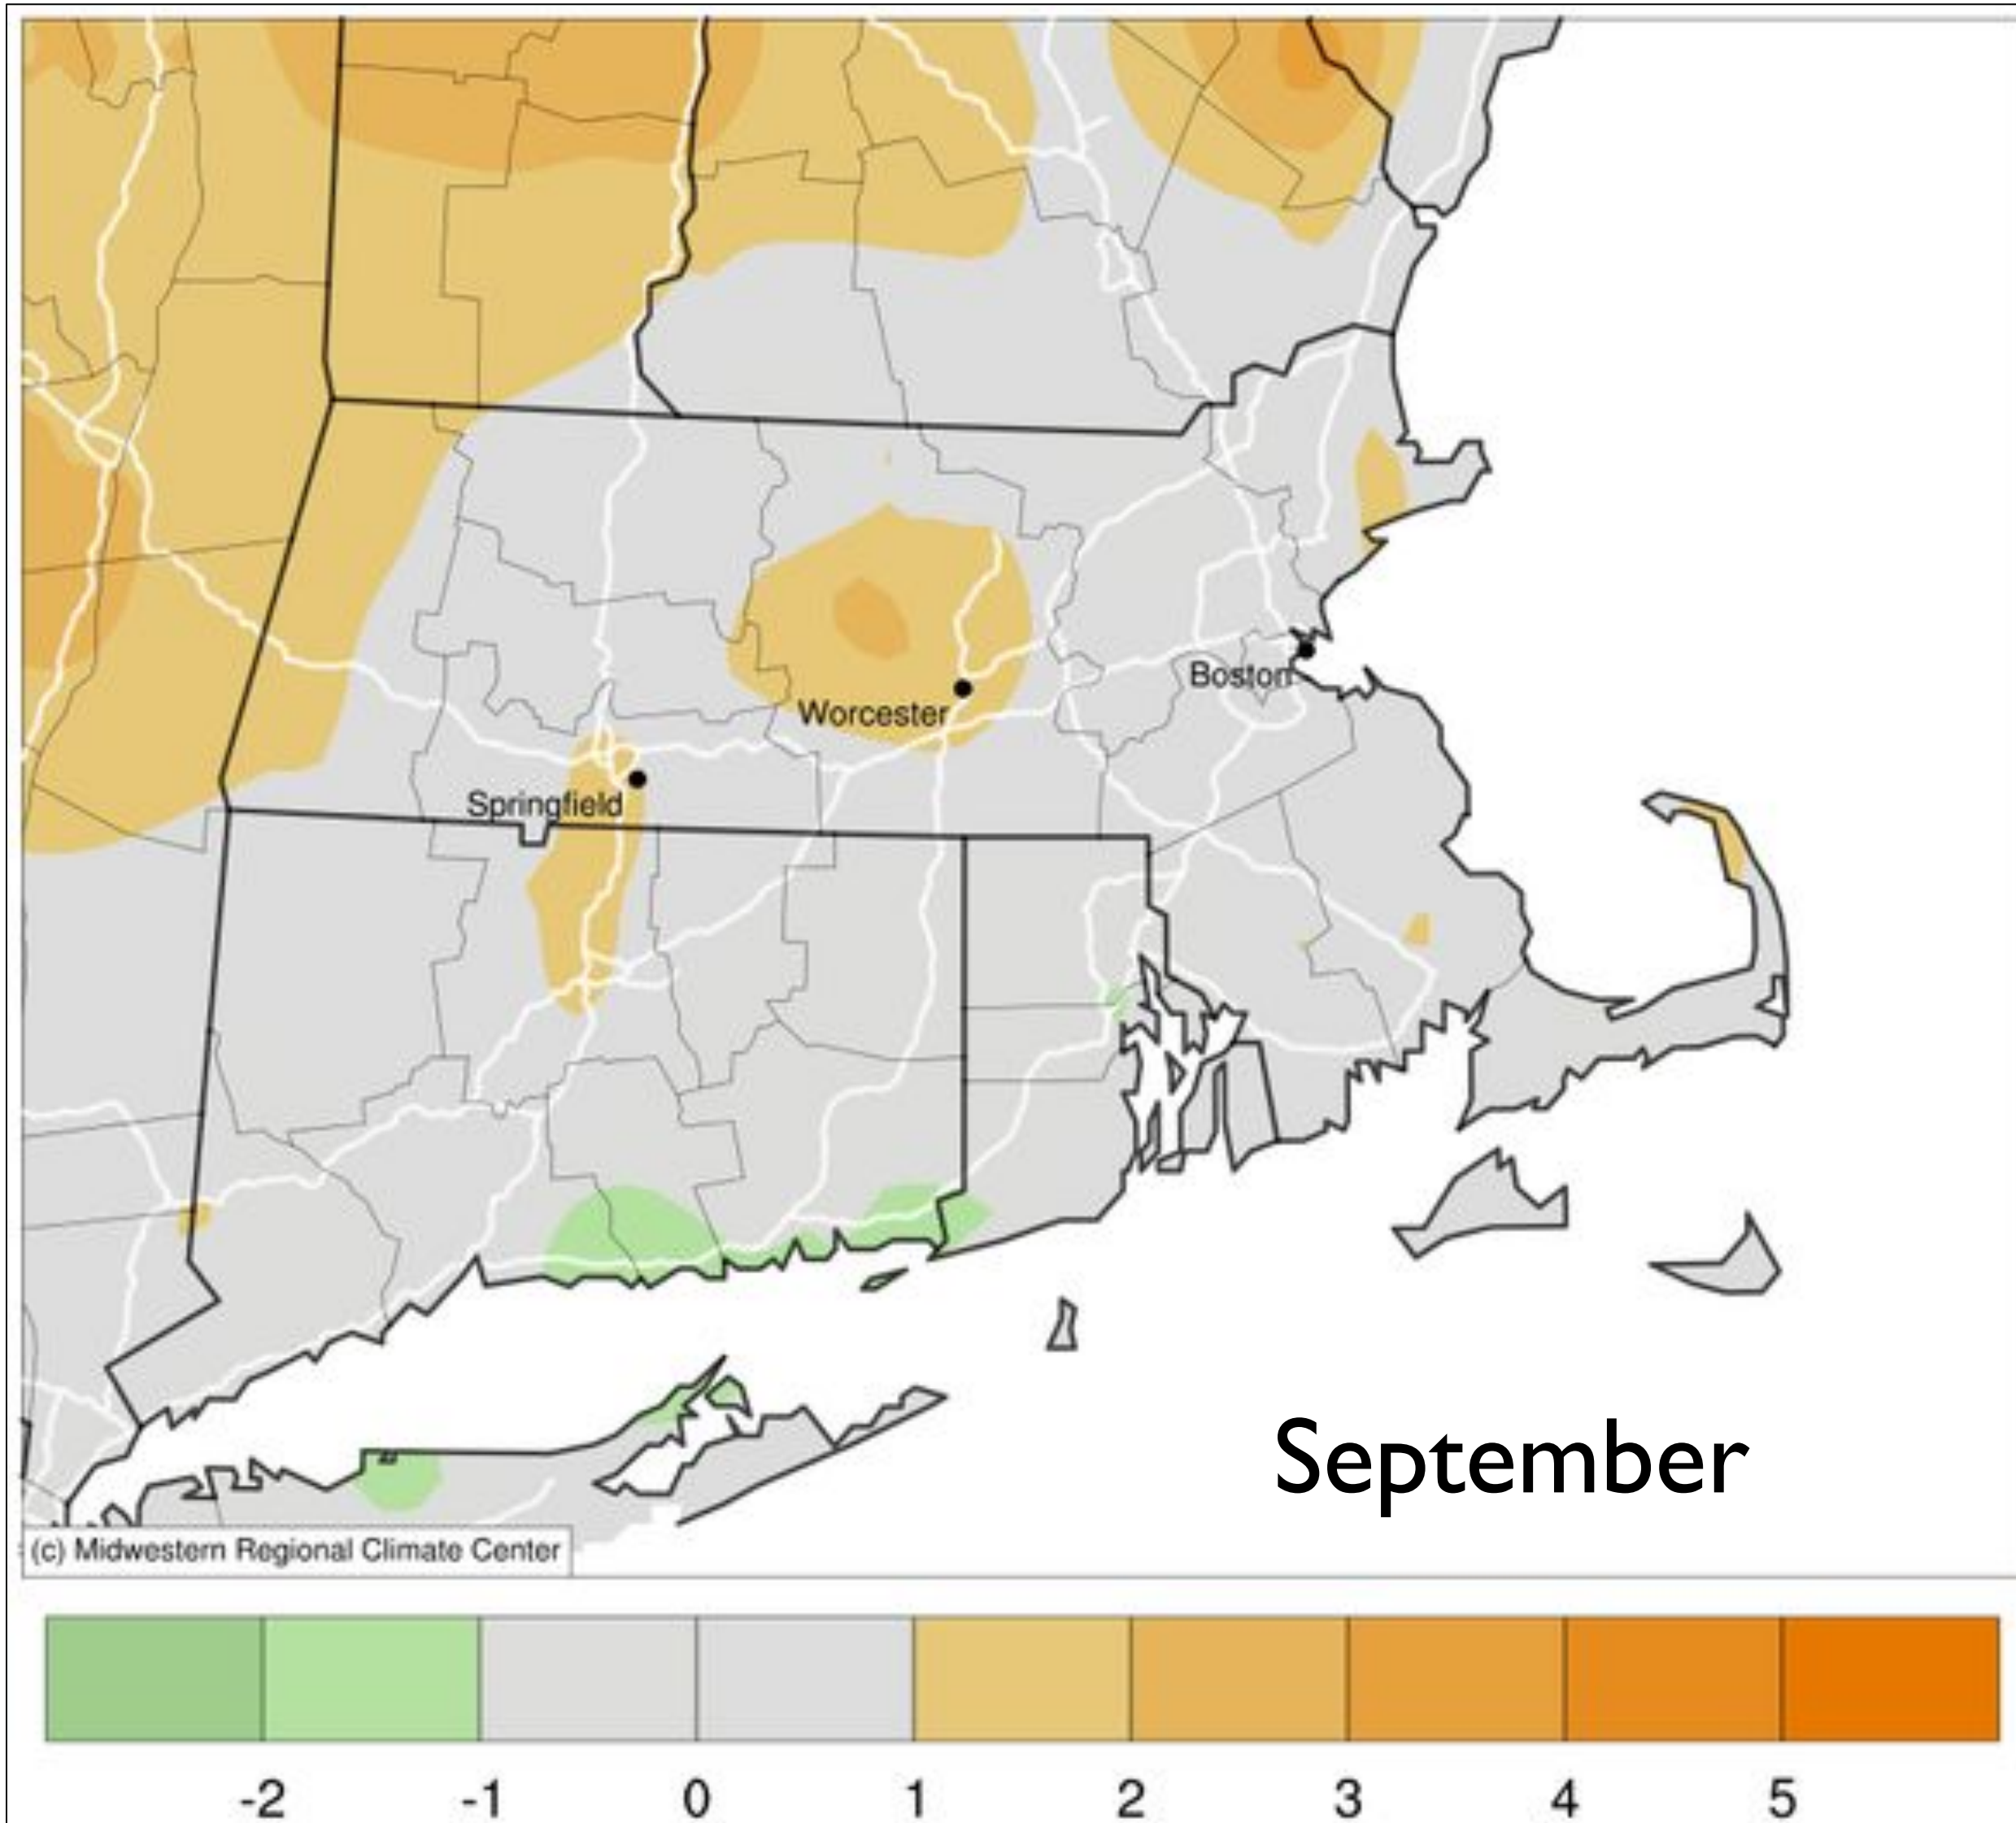 Boston
Worcester
Springfield
September
(c) Midwestern Regional Climate Center
-2 -1 0 1 2 3 4 5